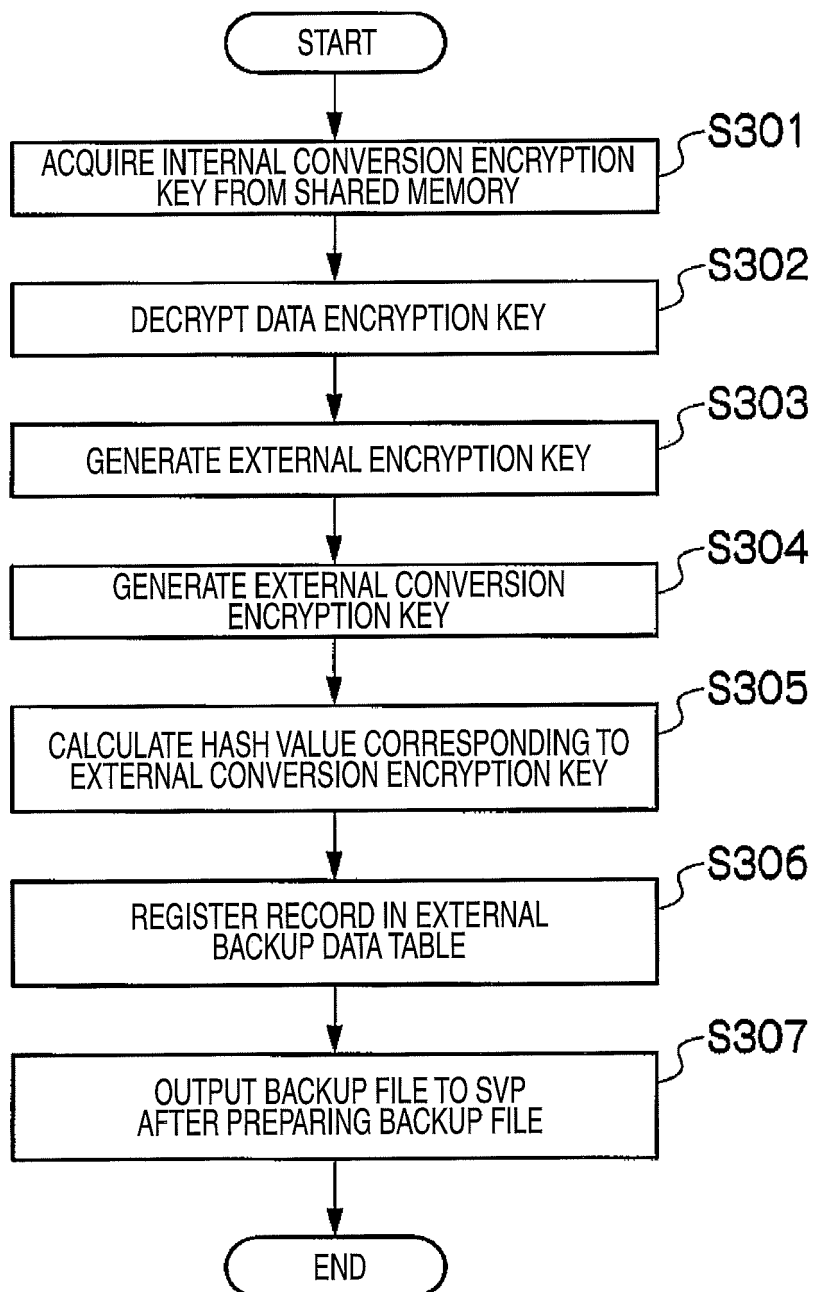 START
S301
ACQUIRE INTERNAL CONVERSION ENCRYPTION
KEY FROM SHARED MEMORY
S302
DECRYPT DATA ENCRYPTION KEY
S303
GENERATE EXTERNAL ENCRYPTION KEY
S304
GENERATE EXTERNAL CONVERSION
ENCRYPTION KEY
S305
CALCULATE HASH VALUE CORRESPONDING TO
EXTERNAL CONVERSION ENCRYPTION KEY
S306
REGISTER RECORD IN EXTERNAL
BACKUP DATA TABLE
S307
OUTPUT BACKUP FILE TO SVP
AFTER PREPARING BACKUP FILE
END